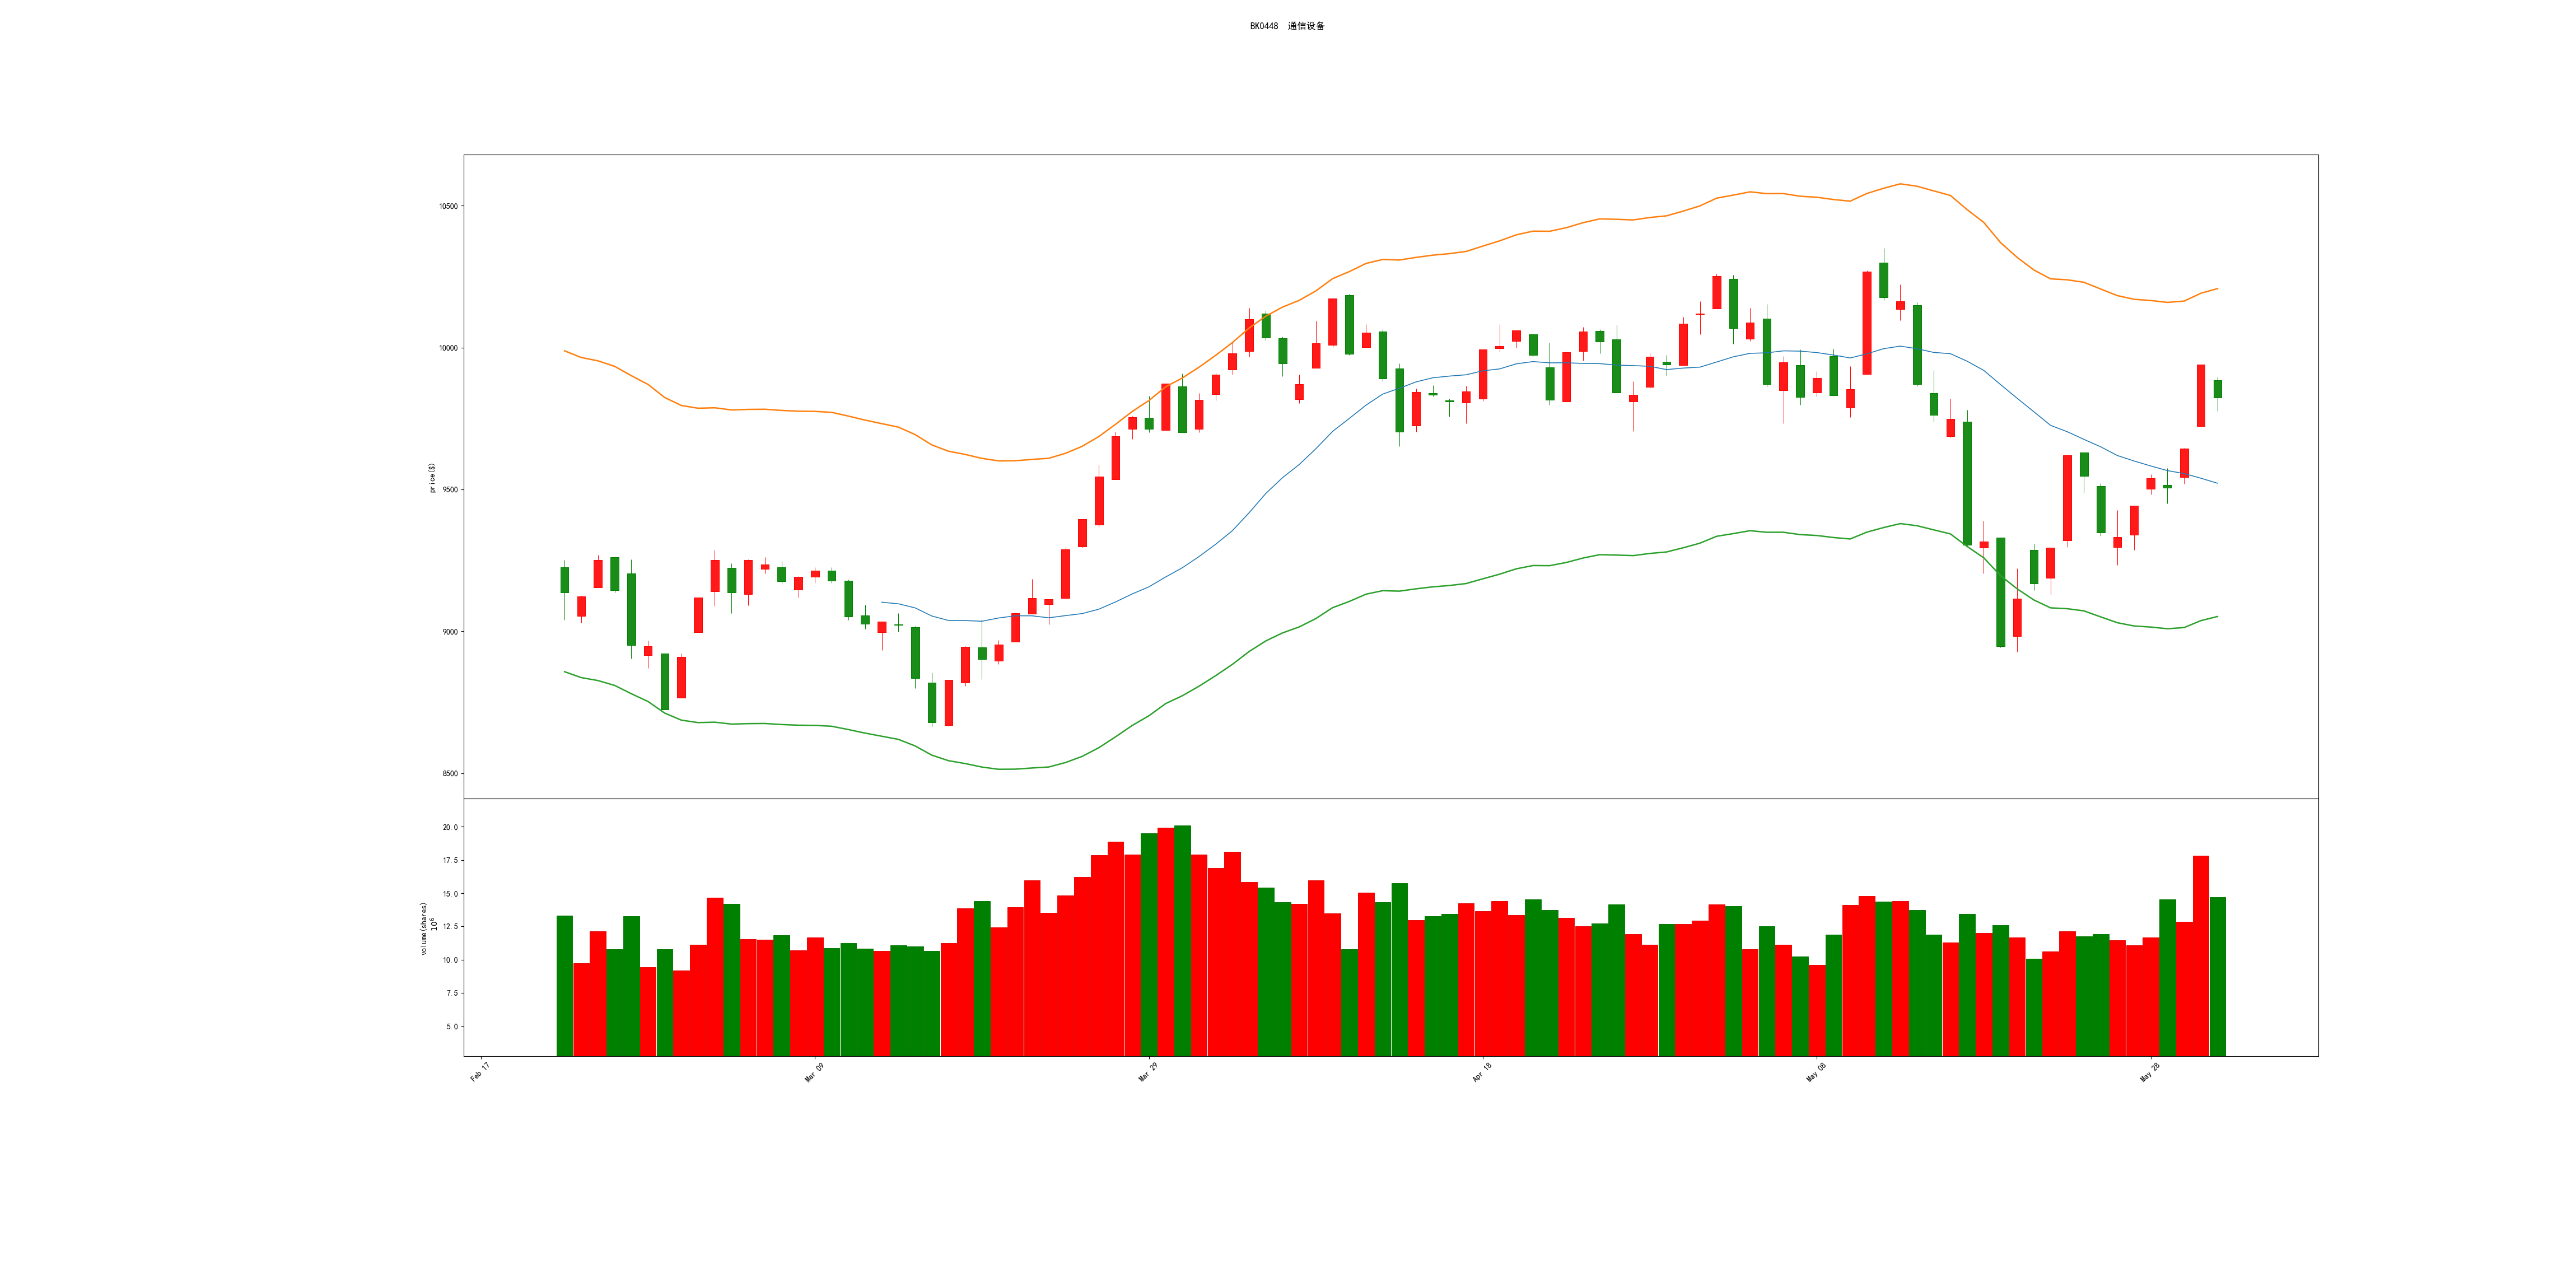 BK0448 通信设备
price($)
10500
10000
9500
9000
8500
volume(shares)
10^6
20.0
17.5
15.0
12.5
10.0
7.5
5.0
Feb 17
Mar 09
Mar 29
Apr 18
May 08
May 28